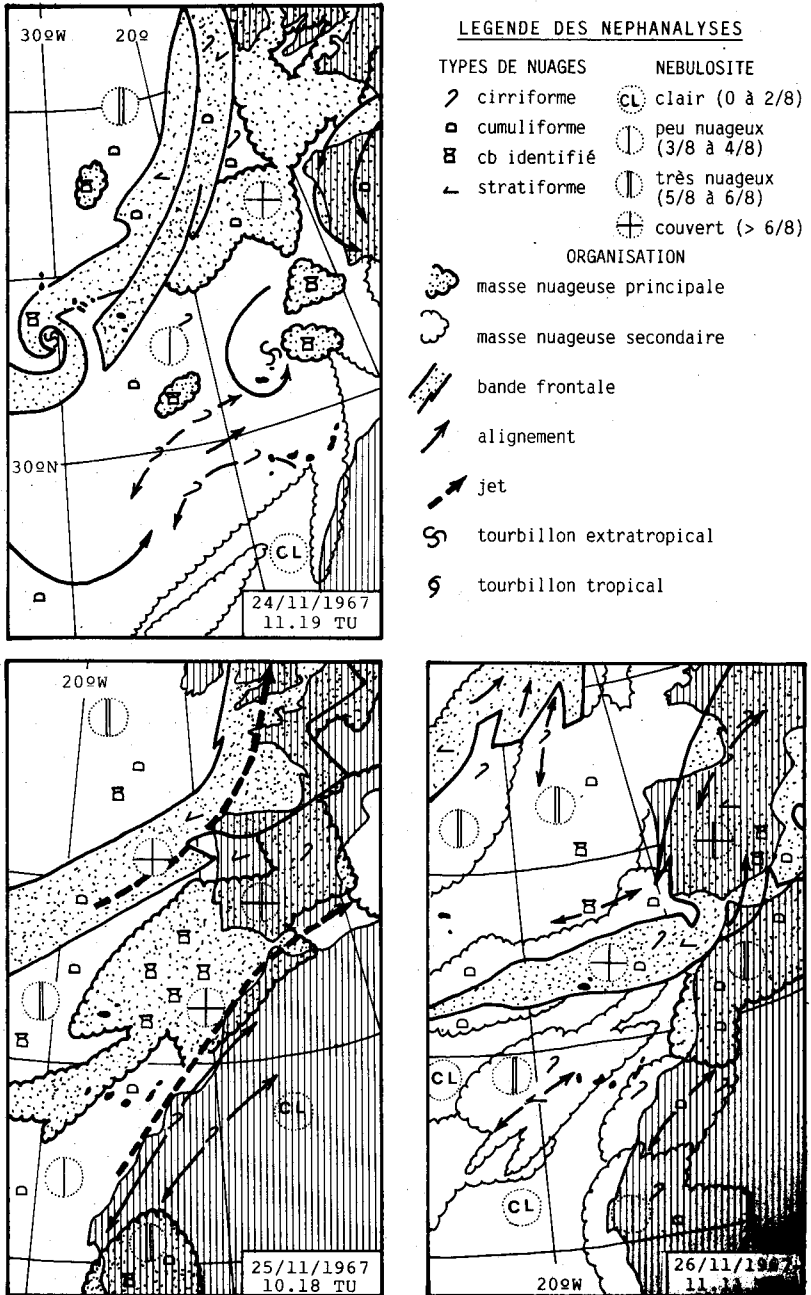 30ºW
20º
30ºN
CL
24/11/1967
11.19 TU
LEGENDE DES NEPHANALYSES
TYPES DE NUAGES
cirriforme
cumuliforme
cb identifié
stratiforme
NEBULOSITE
CL clair (0 à 2/8)
peu nuageux
(3/8 à 4/8)
très nuageux
(5/8 à 6/8)
couvert (> 6/8)
ORGANISATION
masse nuageuse principale
masse nuageuse secondaire
bande frontale
alignement
jet
tourbillon extratropical
tourbillon tropical
20ºW
CL
25/11/1967
10.18 TU
CL
CL
20ºW
26/11/1967